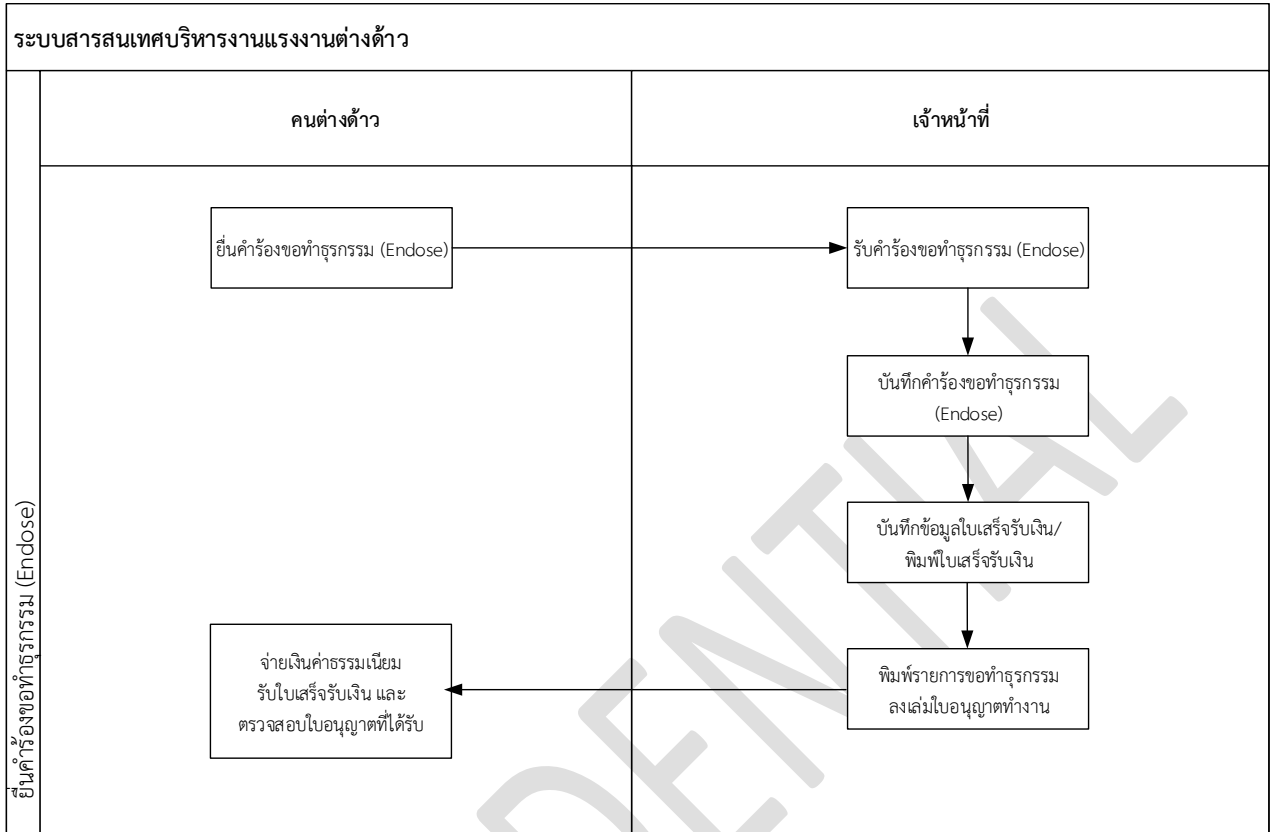 ระบบสารสนเทศบริหารงานแรงงานต่างด้าว
คนต่างด้าว
เจ้าหน้าที่
ยื่นคำร้องขอทำธุรกรรม (Endose)
รับคำร้องขอทำธุรกรรม (Endose)
บันทึกคำร้องขอทำธุรกรรม
(Endose)
บันทึกข้อมูลใบเสร็จรับเงิน/
พิมพ์ใบเสร็จรับเงิน
พิมพ์รายการขอทำธุรกรรม
ลงเล่มใบอนุญาตทำงาน
จ่ายเงินค่าธรรมเนียม
รับใบเสร็จรับเงิน และ
ตรวจสอบใบอนุญาตที่ได้รับ
ยื่นคำร้องขอทำธุรกรรม (Endose)
DENTIAL